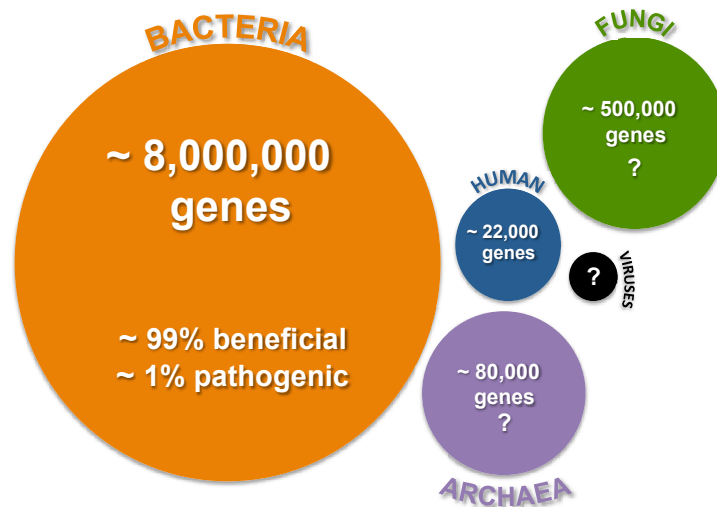 BACTERIA
~ 8,000,000
genes
~ 99% beneficial
~ 1% pathogenic
FUNGI
~ 500,000
genes
?
HUMAN
~ 22,000
genes
?
VIRUSES
~ 80,000
genes
?
ARCHAEA